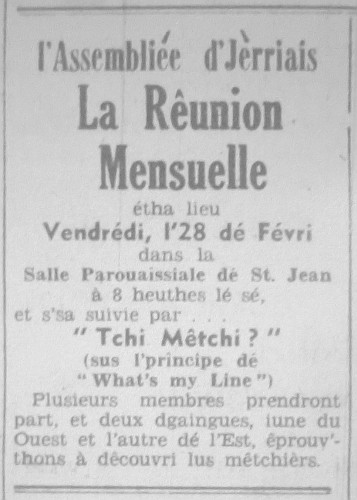 l'Assembliée d'Jèrriais
La Rêunion
Mensuelle
étha lieu
Vendrédi, l'28 dé Févri
dans la
Salle Parouaissiale dé St. Jean
à 8 heuthes lé sé,
et s'sa suivie par . . .
" Tchi Mêtchi ? "
(sus l'principe dé
" What's my Line ")
Plusieurs membres prendront
part, et deux dgaingues, iune du
Ouest et l'autre dé l'Est, éprouv'-
thons à découvri lus mêtchièrs.